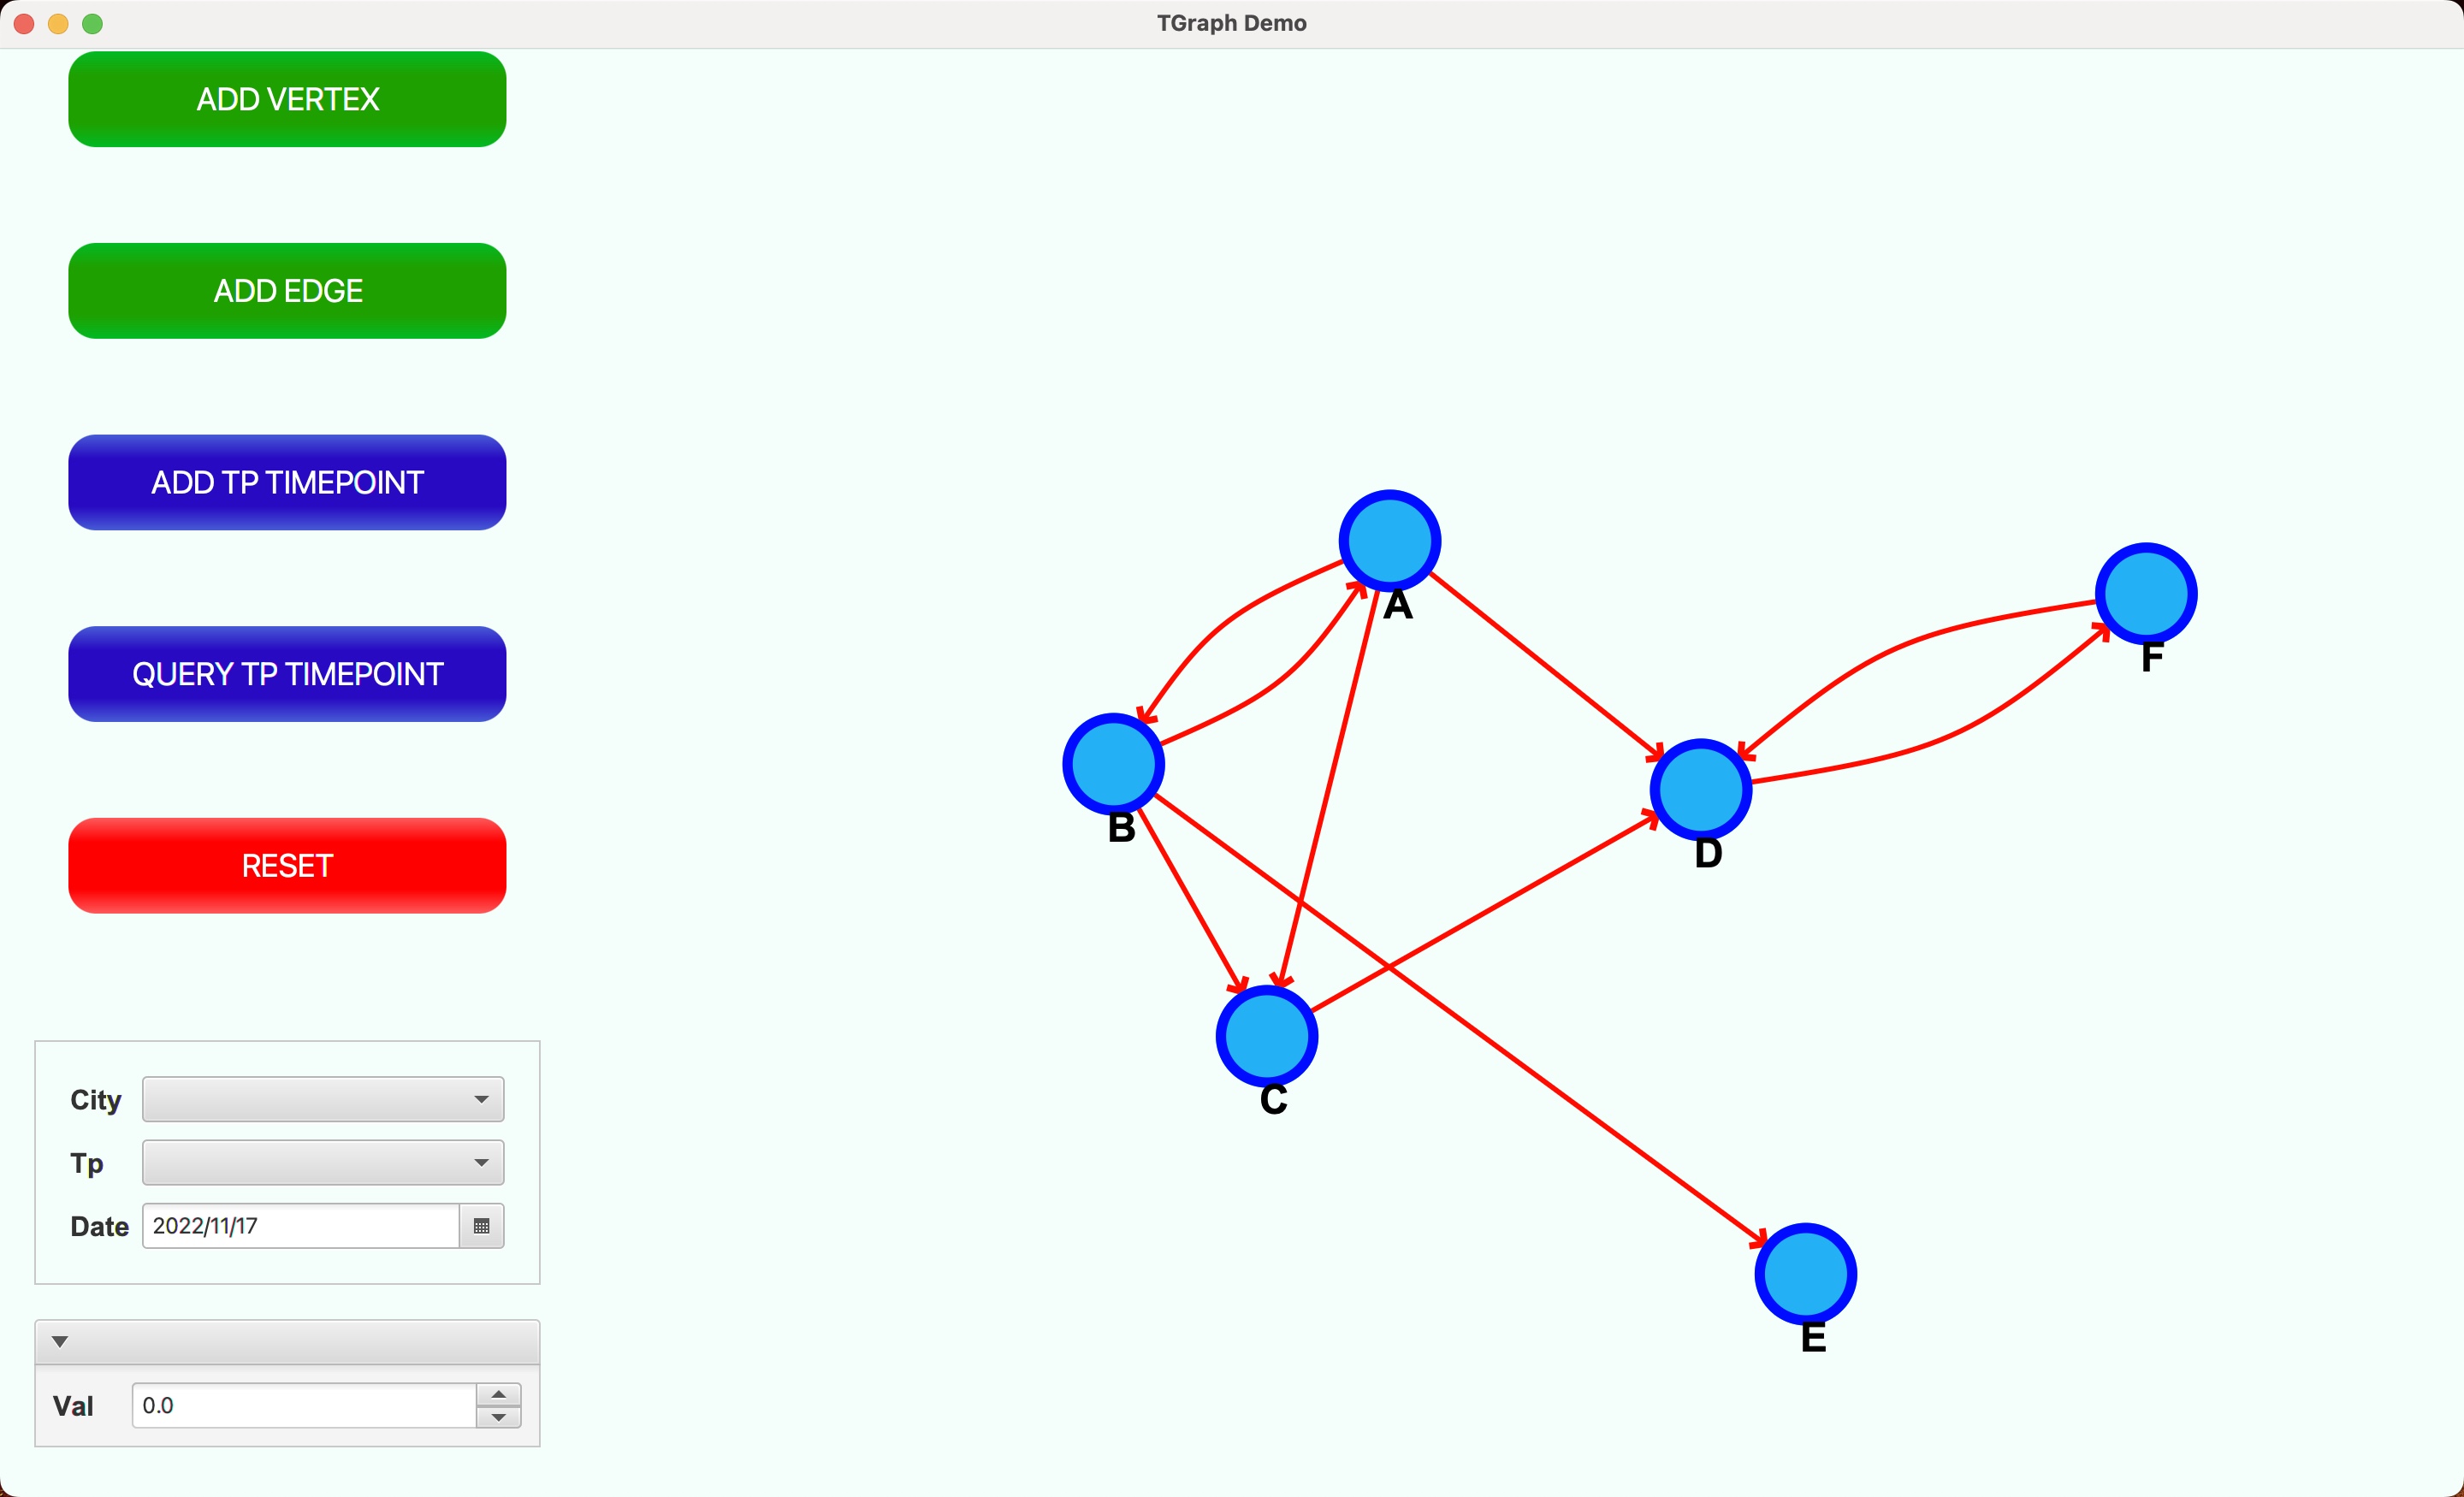 TGraph Demo
ADD VERTEX
ADD EDGE
ADD TP TIMEPOINT
QUERY TP TIMEPOINT
RESET
City
Tp
Date 2022/11/17
Val 0.0
A
F
B
D
C
E